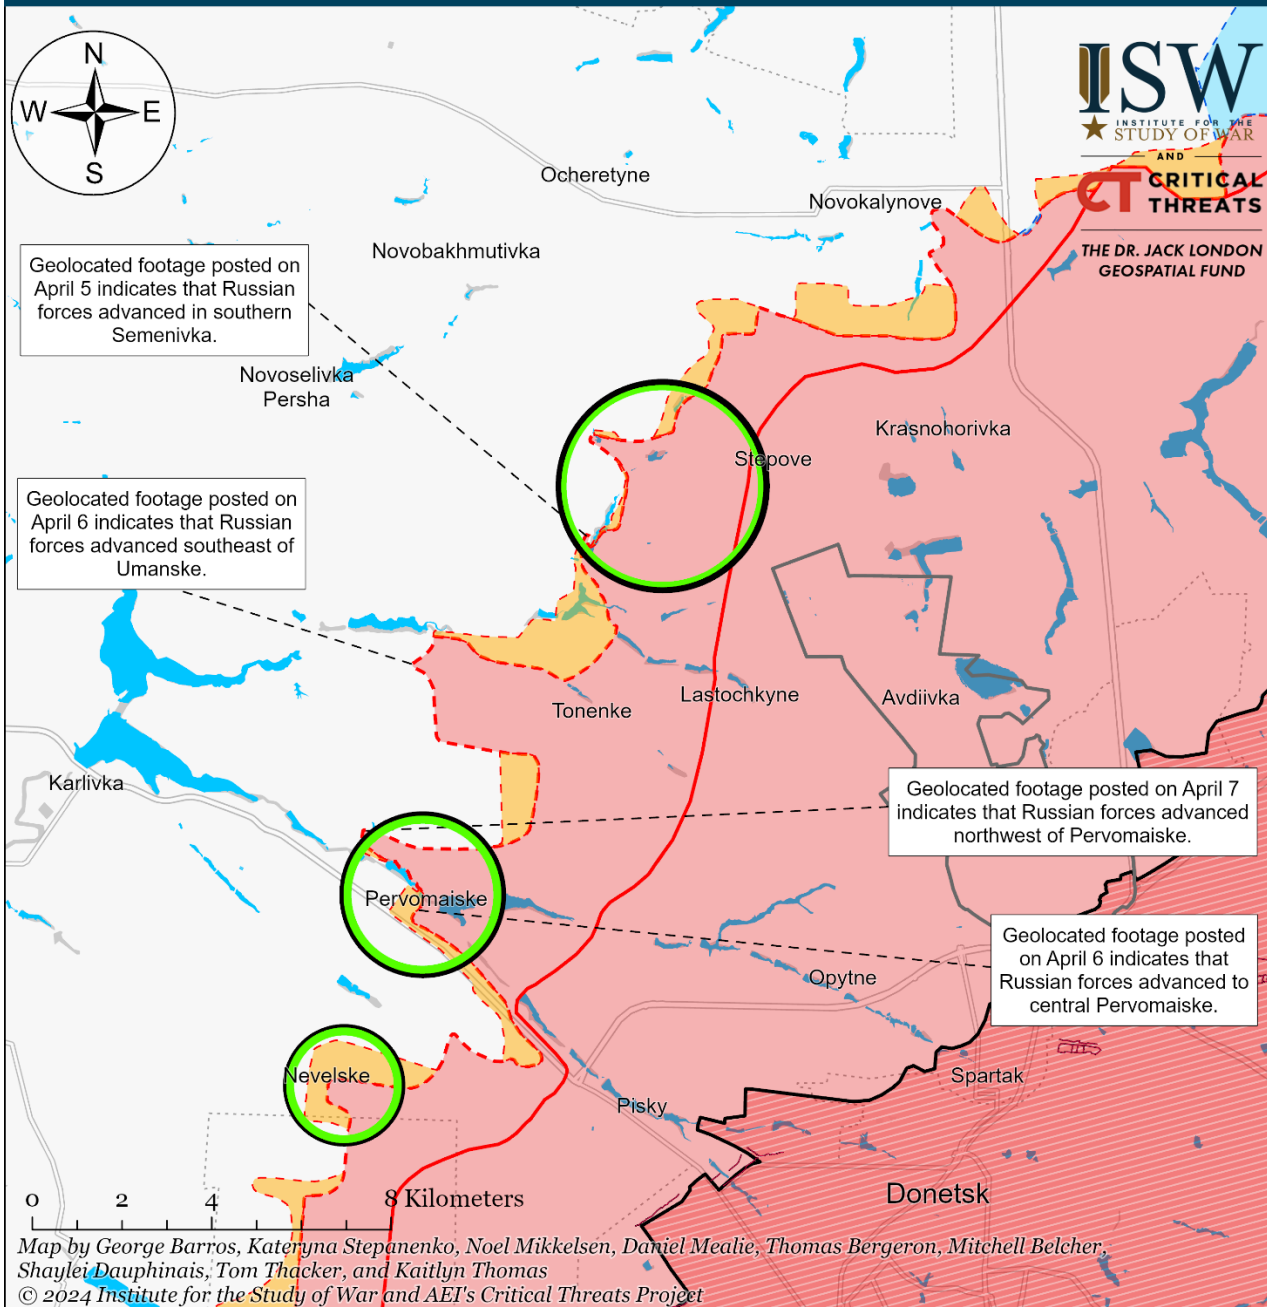 N
W
E
S
ISW
INSTITUTE FOR THE
STUDY OF WAR
AND
CT CRITICAL
THREATS
THE DR. JACK LONDON
GEOSPATIAL FUND
Ocheretyne
Novokalynove
Novobakhmutivka
Geolocated footage posted on
April 5 indicates that Russian
forces advanced in southern
Semenivka.
Novoselivka
Persha
Krasnohorivka
Stepove
Geolocated footage posted on
April 6 indicates that Russian
forces advanced southeast of
Umanske.
Lastochkyne
Avdiivka
Tonenke
Karlivka
Geolocated footage posted on April 7
indicates that Russian forces advanced
northwest of Pervomaiske.
Pervomaiske
Geolocated footage posted
on April 6 indicates that
Russian forces advanced to
central Pervomaiske.
Opytne
Nevelske
Spartak
Pisky
Donetsk
0 2 4 8 Kilometers
Map by George Barros, Kateryna Stepanenko, Noel Mikkelsen, Daniel Mealie, Thomas Bergeron, Mitchell Belcher,
Shaylei Dauphinais, Tom Thacker, and Kaitlyn Thomas
© 2024 Institute for the Study of War and AEI's Critical Threats Project